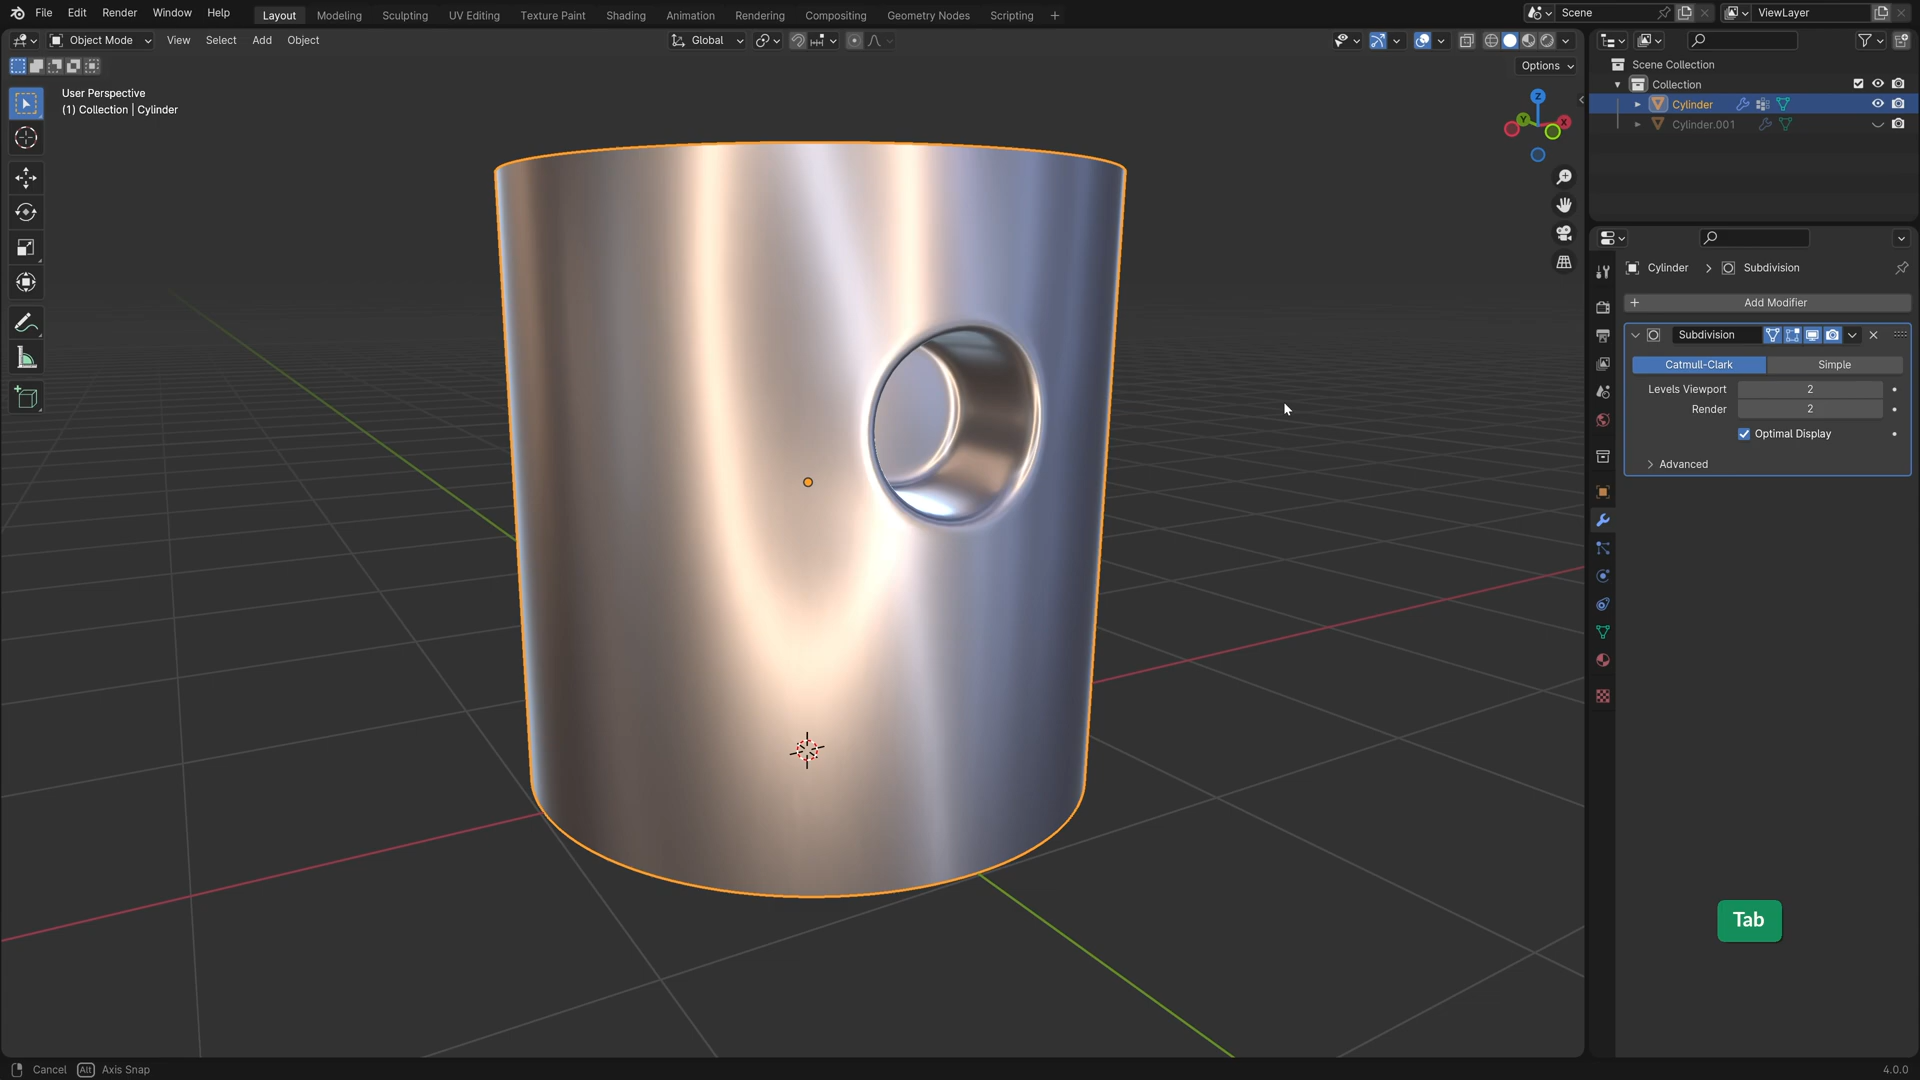 File Edit Render Window Help
Layout Modeling Sculpting UV Editing Texture Paint Shading Animation Rendering Compositing Geometry Nodes Scripting +
Scene
ViewLayer
Object Mode View Select Add Object
Global
Options
User Perspective
(1) Collection | Cylinder
Z
Y
X
Scene Collection
Collection
Cylinder
Cylinder.001
Cylinder > Subdivision
+ Add Modifier
Subdivision
Catmull-Clark Simple
Levels Viewport 2
Render 2
Optimal Display
> Advanced
Tab
Cancel Alt Axis Snap
4.0.0